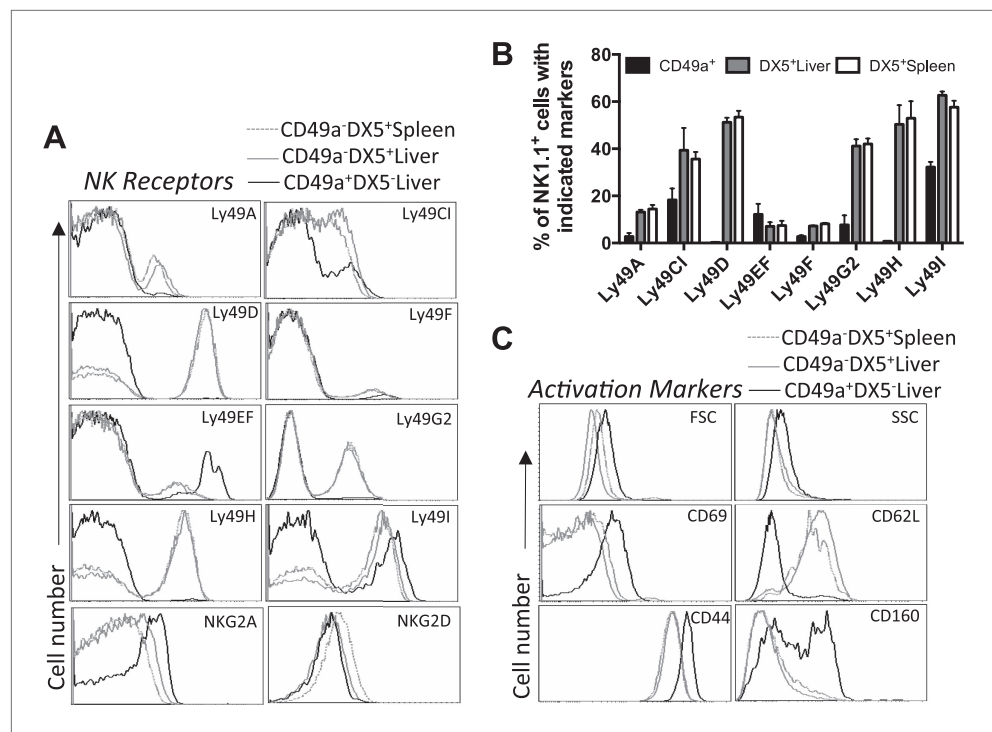 A
CD49a⁻DX5⁺Spleen
CD49a⁻DX5⁺Liver
CD49a⁺DX5⁻Liver
NK Receptors
Ly49A
Ly49CI
Ly49D
Ly49F
Ly49EF
Ly49G2
Ly49H
Ly49I
NKG2A
NKG2D
Cell number
B
% of NK1.1⁺ cells with
indicated markers
80
60
40
20
0
CD49a⁺
DX5⁺Liver
DX5⁺Spleen
Ly49A
Ly49CI
Ly49D
Ly49EF
Ly49F
Ly49G2
Ly49H
Ly49I
C
CD49a⁻DX5⁺Spleen
CD49a⁻DX5⁺Liver
CD49a⁺DX5⁻Liver
Activation Markers
FSC
SSC
CD69
CD62L
CD44
CD160
Cell number